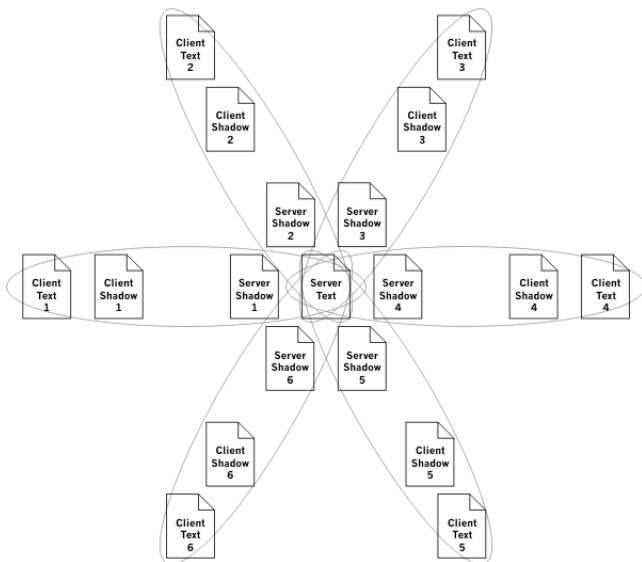 Client
Text
2
Client
Text
3
Client
Shadow
2
Client
Shadow
3
Server
Shadow
2
Server
Shadow
3
Client
Text
1
Client
Shadow
1
Server
Shadow
1
Server
Text
Server
Shadow
4
Client
Shadow
4
Client
Text
4
Server
Shadow
6
Server
Shadow
5
Client
Shadow
6
Client
Shadow
5
Client
Text
6
Client
Text
5